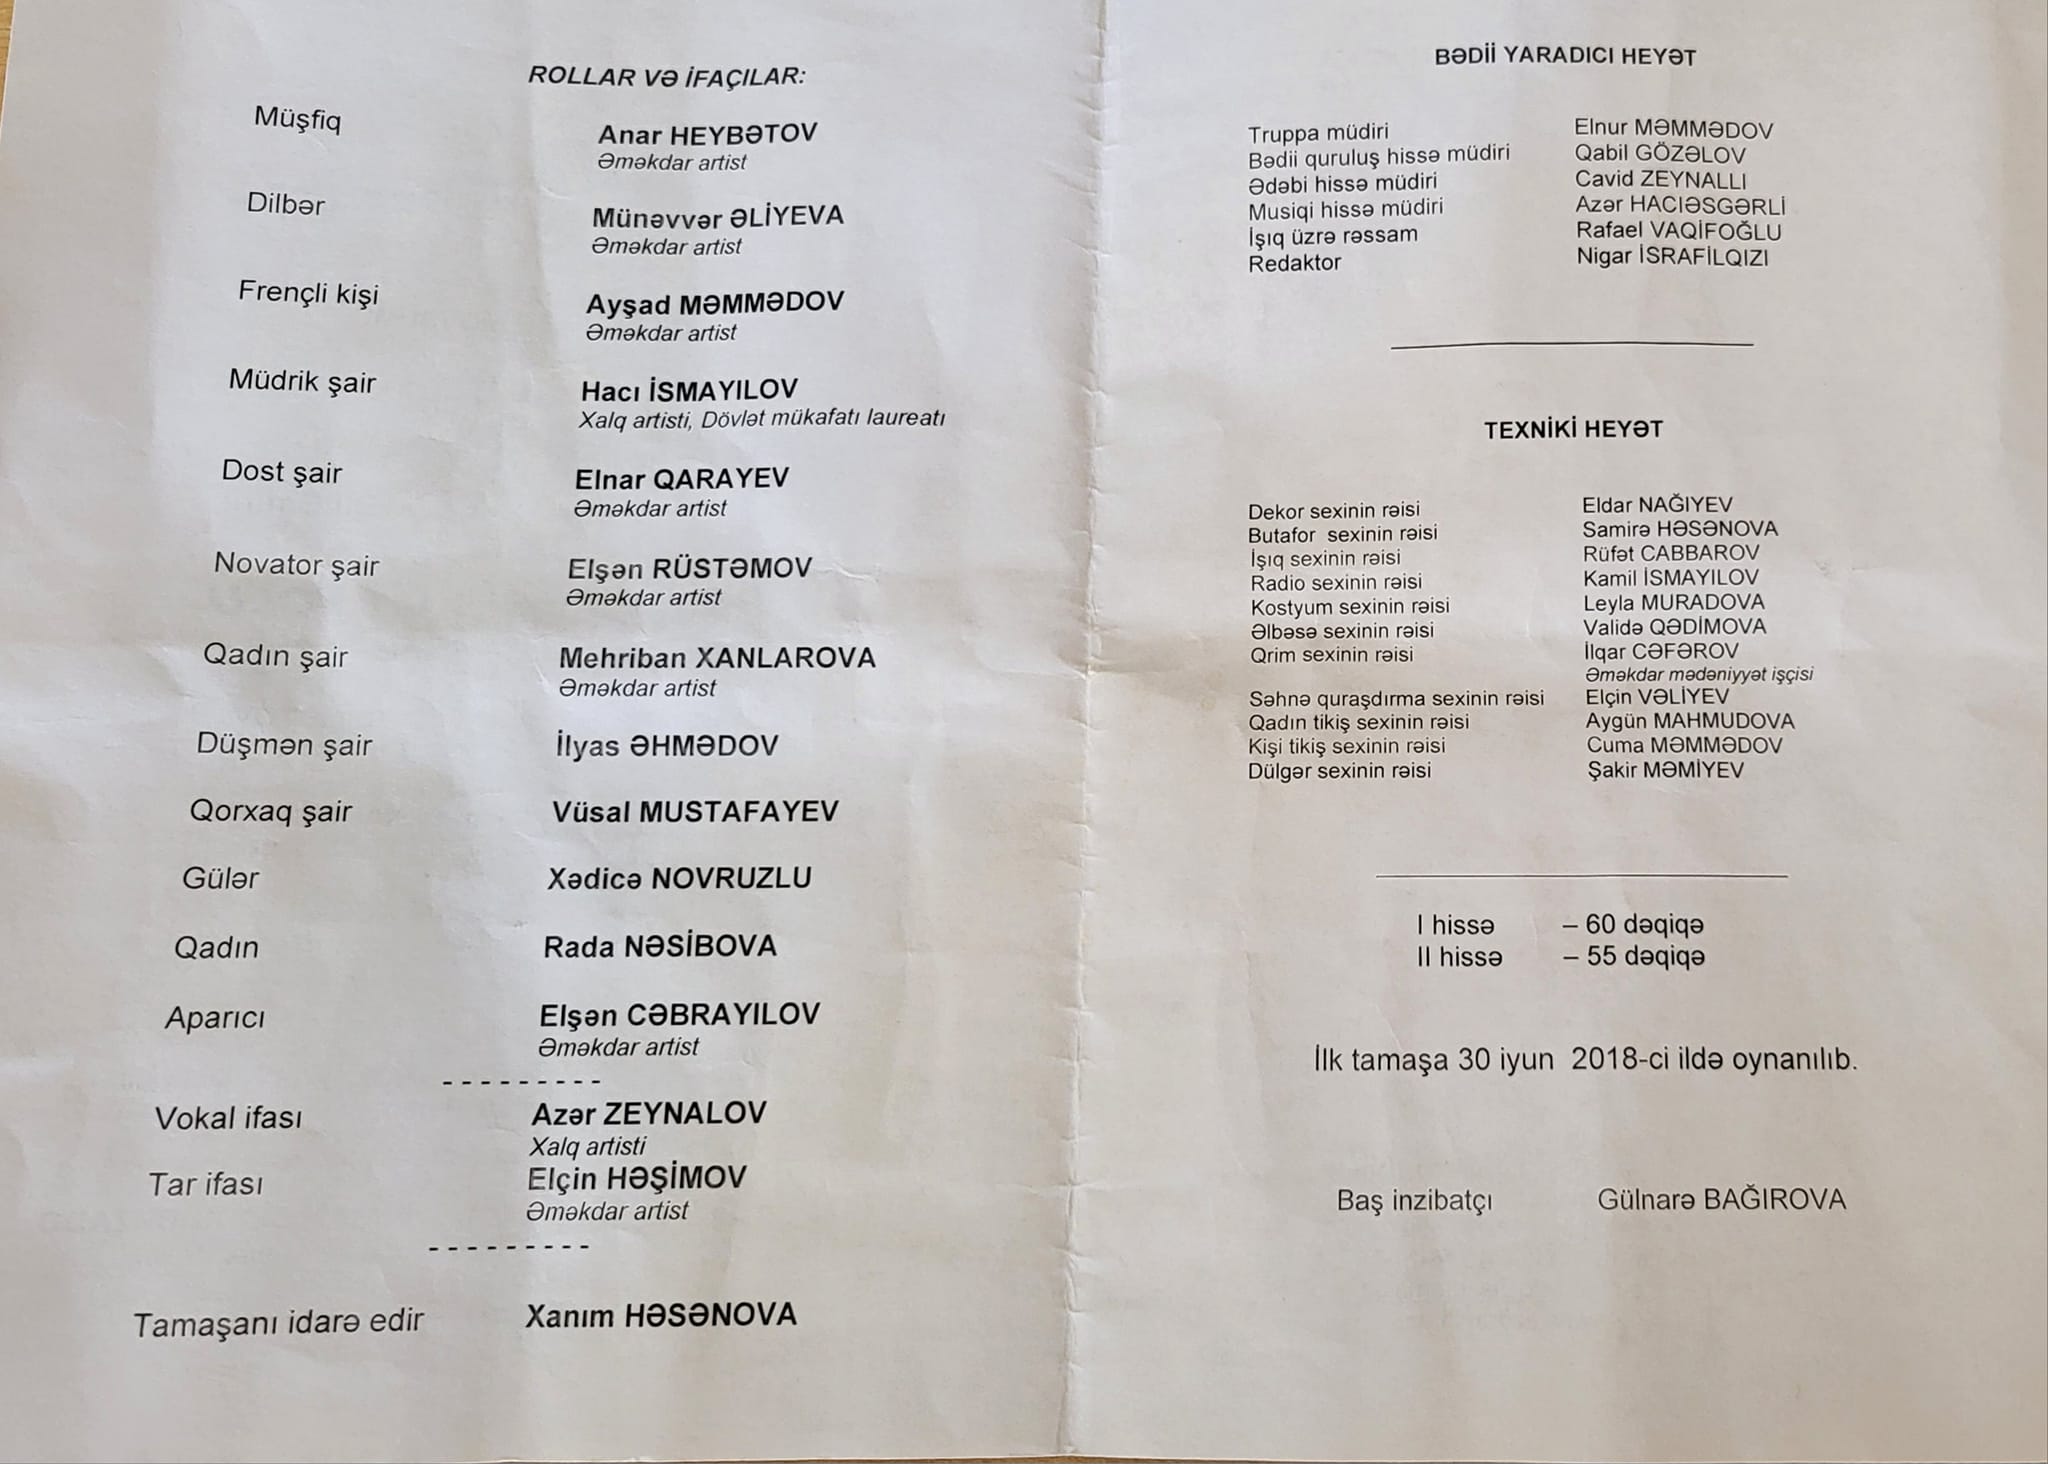 ROLLAR VƏ İFAÇILAR:
Müşfiq Anar HEYBƏTOV
Əməkdar artist
Dilbər Münəvvər ƏLİYEVA
Əməkdar artist
Frençli kişi Ayşad MƏMMƏDOV
Əməkdar artist
Müdrik şair Hacı İSMAYILOV
Xalq artisti, Dövlət mükafatı laureatı
Dost şair Elnar QARAYEV
Əməkdar artist
Novator şair Elşən RÜSTƏMOV
Əməkdar artist
Qadın şair Mehriban XANLAROVA
Əməkdar artist
Düşmən şair İlyas ƏHMƏDOV
Qorxaq şair Vüsal MUSTAFAYEV
Gülər Xədicə NOVRUZLU
Qadın Rada NƏSİBOVA
Aparıcı Elşən CƏBRAYILOV
Əməkdar artist
- - - - - - - - -
Vokal ifası Azər ZEYNALOV
Xalq artisti
Tar ifası Elçin HƏŞİMOV
Əməkdar artist
- - - - - - - - -
Tamaşanı idarə edir Xanım HƏSƏNOVA
BƏDİİ YARADICI HEYƏT
Truppa müdiri Elnur MƏMMƏDOV
Bədii quruluş hissə müdiri Qabil GÖZƏLOV
Ədəbi hissə müdiri Cavid ZEYNALLI
Musiqi hissə müdiri Azər HACIƏSGƏRLİ
İşıq üzrə rəssam Rafael VAQİFOĞLU
Redaktor Nigar İSRAFİLQIZI
TEXNİKİ HEYƏT
Dekor sexinin rəisi Eldar NAĞIYEV
Butafor sexinin rəisi Samirə HƏSƏNOVA
İşıq sexinin rəisi Rüfət CABBAROV
Radio sexinin rəisi Kamil İSMAYILOV
Kostyum sexinin rəisi Leyla MURADOVA
Əlbəsə sexinin rəisi Validə QƏDİMOVA
Qrim sexinin rəisi İlqar CƏFƏROV
Əməkdar mədəniyyət işçisi
Səhnə quraşdırma sexinin rəisi Elçin VƏLİYEV
Qadın tikiş sexinin rəisi Aygün MAHMUDOVA
Kişi tikiş sexinin rəisi Cuma MƏMMƏDOV
Dülgər sexinin rəisi Şakir MƏMİYEV
I hissə – 60 dəqiqə
II hissə – 55 dəqiqə
İlk tamaşa 30 iyun 2018-ci ildə oynanılıb.
Baş inzibatçı Gülnarə BAĞIROVA